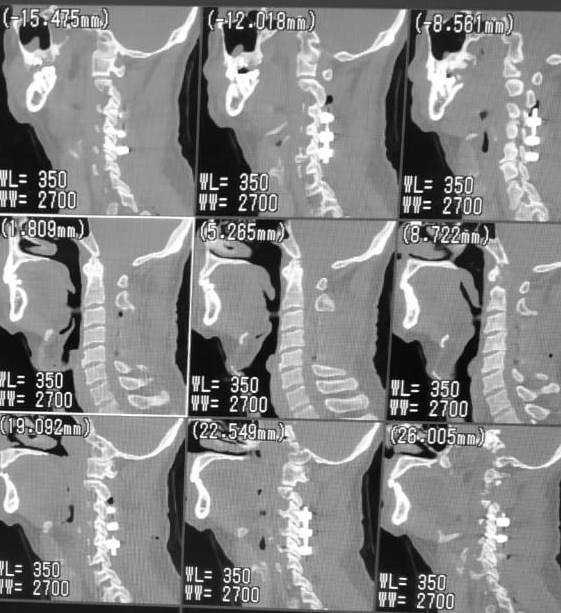 (-15.475mm)
WL= 350
WW= 2700
(-12.018mm)
WL= 350
WW= 2700
(-8.561mm)
WL= 350
WW= 2700
(1.809mm)
WL= 350
WW= 2700
(5.265mm)
WL= 350
WW= 2700
(8.722mm)
WL= 350
WW= 2700
(19.092mm)
WL= 350
WW= 2700
(22.549mm)
WL= 350
WW= 2700
(26.005mm)
WL= 350
WW= 2700